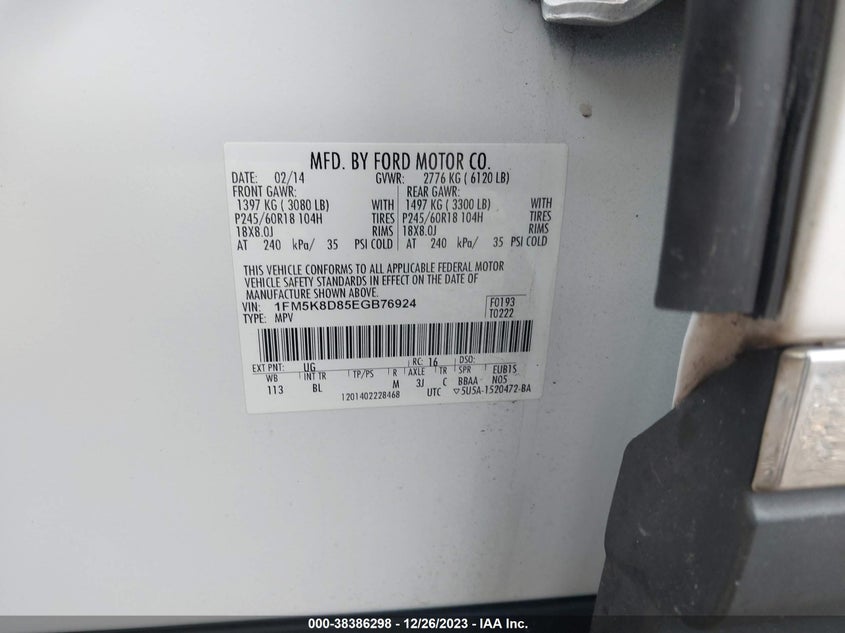 MFD. BY FORD MOTOR CO.
DATE: 02/14 GVWR: 2776 KG ( 6120 LB)
FRONT GAWR: REAR GAWR:
1397 KG ( 3080 LB) WITH 1497 KG ( 3300 LB) WITH
P245/60R18 104H TIRES P245/60R18 104H TIRES
18X8.0J RIMS 18X8.0J RIMS
AT 240 kPa/ 35 PSI COLD AT 240 kPa/ 35 PSI COLD
THIS VEHICLE CONFORMS TO ALL APPLICABLE FEDERAL MOTOR
VEHICLE SAFETY STANDARDS IN EFFECT ON THE DATE OF
MANUFACTURE SHOWN ABOVE.
VIN: 1FM5K8D85EGB76924 F0193
TYPE: MPV T0222
EXT PNT: UG RC: 16 DSO:
WB INT TR TP/PS R AXLE TR SPR EUB1S
113 BL M 3J C BBAA N05
1201402228468 UTC ▽5U5A-1520472-BA
000-38386298 - 12/26/2023 - IAA Inc.